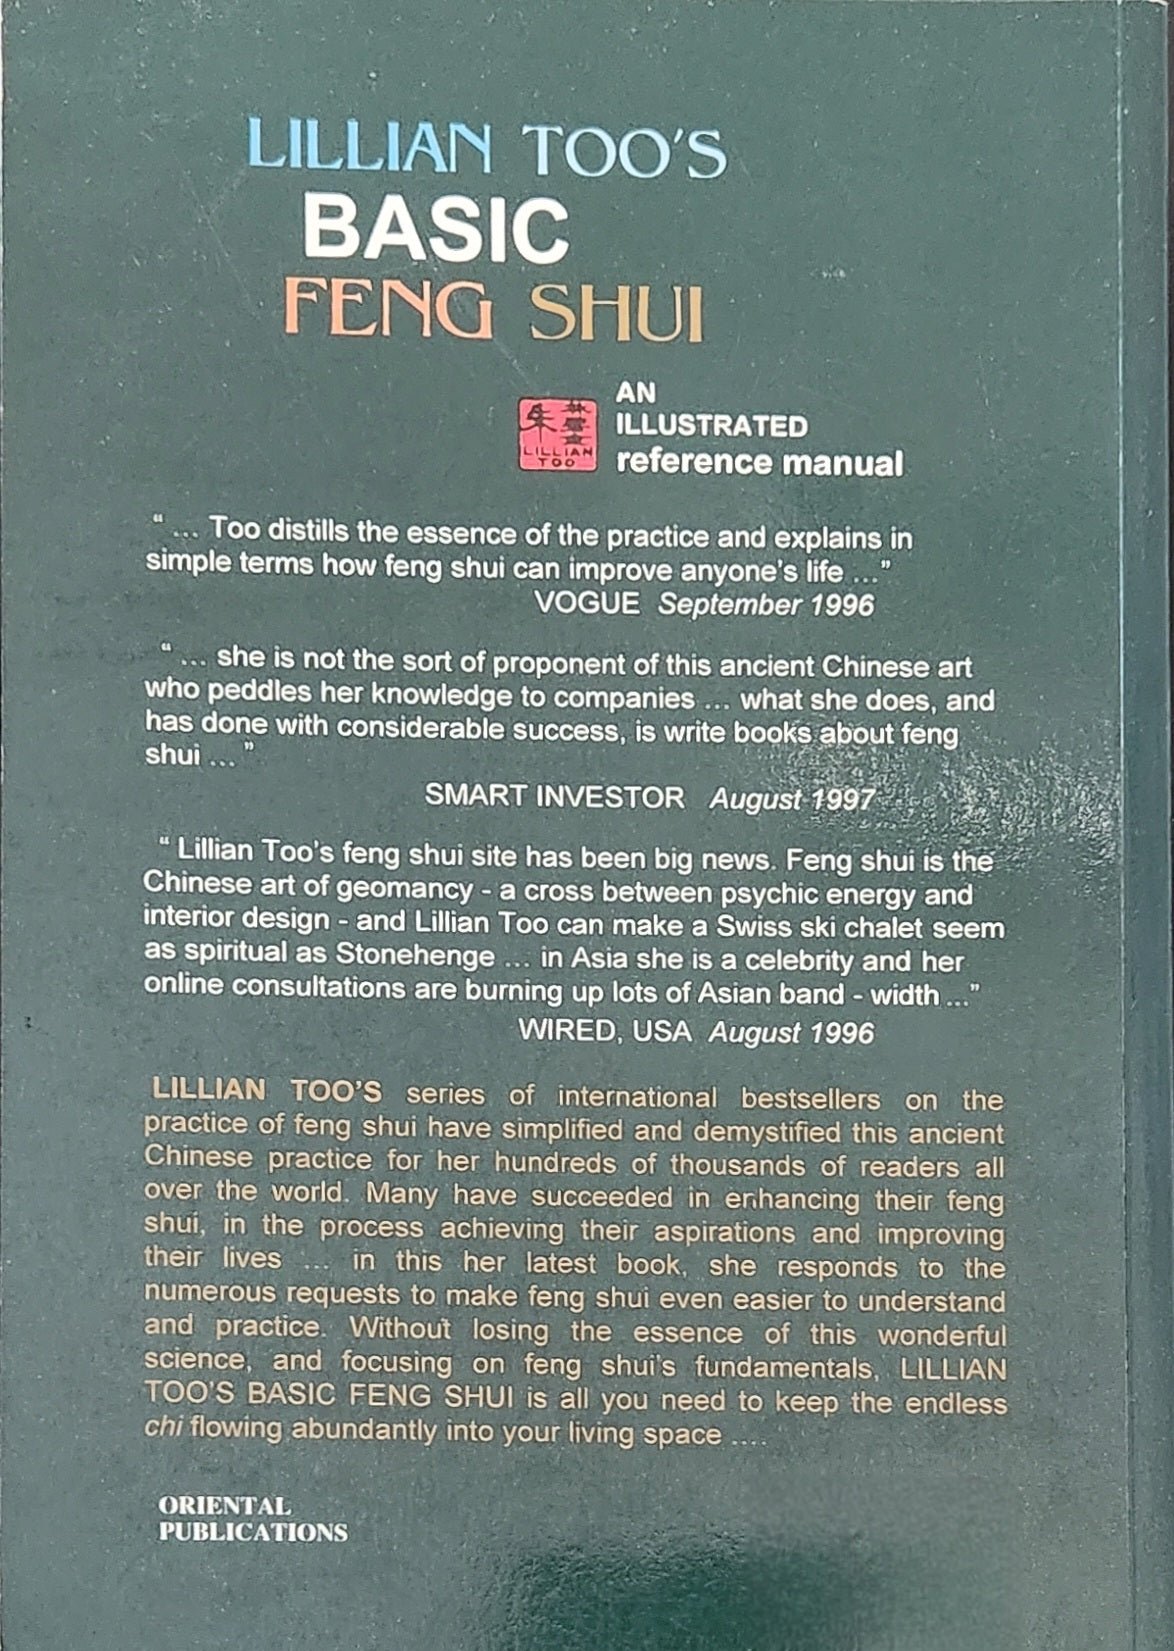 LILLIAN TOO'S
BASIC
FENG SHUI
AN
ILLUSTRATED
reference manual
朱
LILLIAN
TOO
“ ... Too distills the essence of the practice and explains in
simple terms how feng shui can improve anyone's life ...”
VOGUE September 1996
“ ... she is not the sort of proponent of this ancient Chinese art
who peddles her knowledge to companies ... what she does, and
has done with considerable success, is write books about feng
shui ... ”
SMART INVESTOR August 1997
“ Lillian Too's feng shui site has been big news. Feng shui is the
Chinese art of geomancy - a cross between psychic energy and
interior design - and Lillian Too can make a Swiss ski chalet seem
as spiritual as Stonehenge ... in Asia she is a celebrity and her
online consultations are burning up lots of Asian band - width ...”
WIRED, USA August 1996
LILLIAN TOO'S series of international bestsellers on the
practice of feng shui have simplified and demystified this ancient
Chinese practice for her hundreds of thousands of readers all
over the world. Many have succeeded in enhancing their feng
shui, in the process achieving their aspirations and improving
their lives ... in this her latest book, she responds to the
numerous requests to make feng shui even easier to understand
and practice. Without losing the essence of this wonderful
science, and focusing on feng shui's fundamentals, LILLIAN
TOO'S BASIC FENG SHUI is all you need to keep the endless
chi flowing abundantly into your living space ....
ORIENTAL
PUBLICATIONS